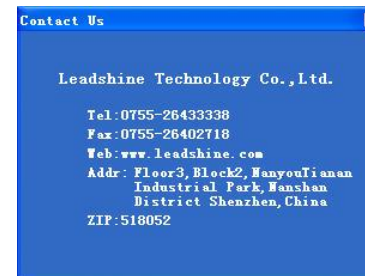 Contact Us
Leadshine Technology Co.,Ltd.
Tel:0755-26433338
Fax:0755-26402718
Web:www.leadshine.com
Addr: Floor3,Block2,NanyouTianan
Industrial Park,Nanshan
District Shenzhen,China
ZIP:518052